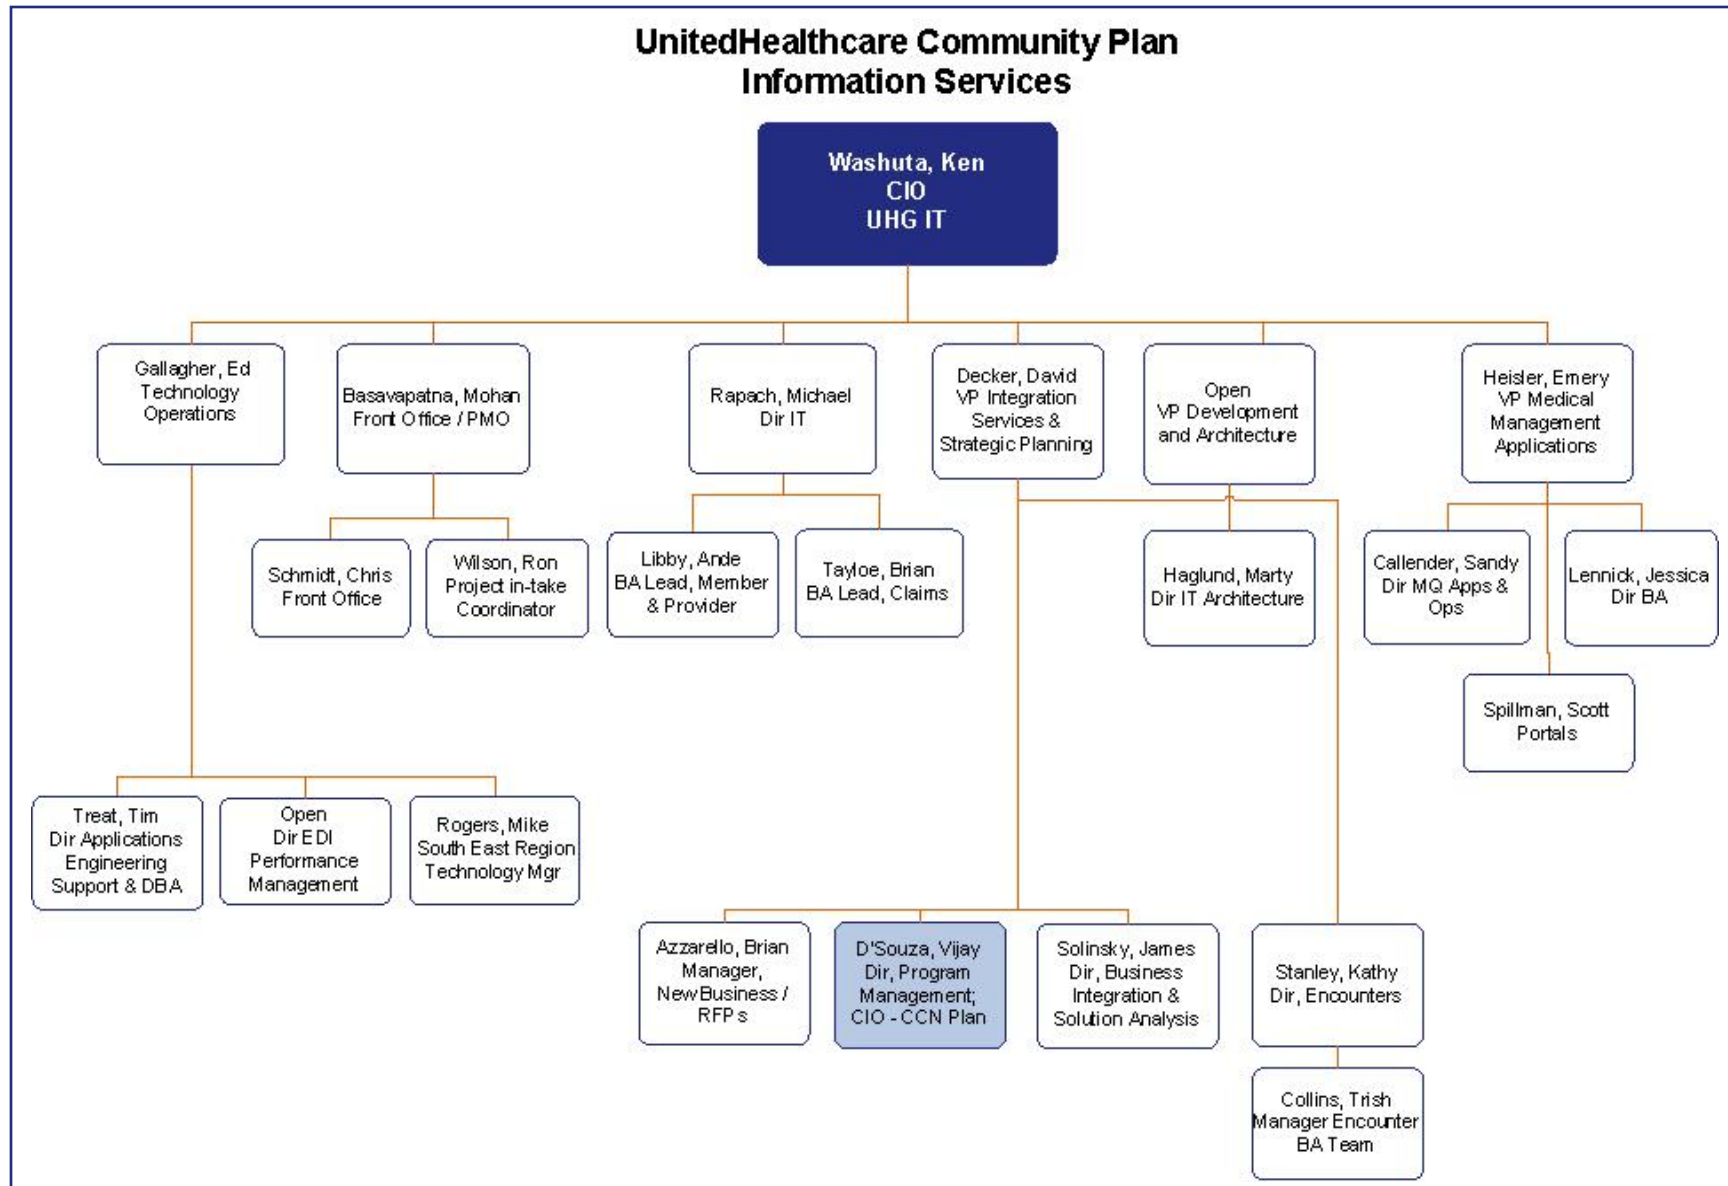 UnitedHealthcare Community Plan
Information Services
Washuta, Ken
CIO
UHG IT
Gallagher, Ed
Technology
Operations
Basavapatna, Mohan
Front Office / PMO
Rapach, Michael
Dir IT
Decker, David
VP Integration
Services &
Strategic Planning
Open
VP Development
and Architecture
Heisler, Emery
VP Medical
Management
Applications
Schmidt, Chris
Front Office
Wilson, Ron
Project in-take
Coordinator
Libby, Ande
BA Lead, Member
& Provider
Tayloe, Brian
BA Lead, Claims
Haglund, Marty
Dir IT Architecture
Callender, Sandy
Dir MQ Apps &
Ops
Lennick, Jessica
Dir BA
Spillman, Scott
Portals
Treat, Tim
Dir Applications
Engineering
Support & DBA
Open
Dir EDI
Performance
Management
Rogers, Mike
South East Region
Technology Mgr
Azzarello, Brian
Manager,
New Business /
RFPs
D'Souza, Vijay
Dir, Program
Management;
CIO - CCN Plan
Solinsky, James
Dir, Business
Integration &
Solution Analysis
Stanley, Kathy
Dir, Encounters
Collins, Trish
Manager Encounter
BA Team